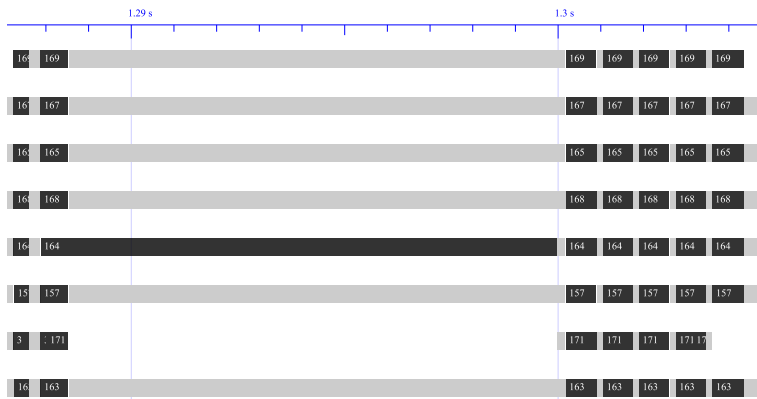 1.29 s 1.3 s
169 169 169 169 169 169
167 167 167 167 167 167
165 165 165 165 165 165
168 168 168 168 168 168
164 164 164 164 164 164
157 157 157 157 157 157
3 171 171 171 171 171 17
163 163 163 163 163 163